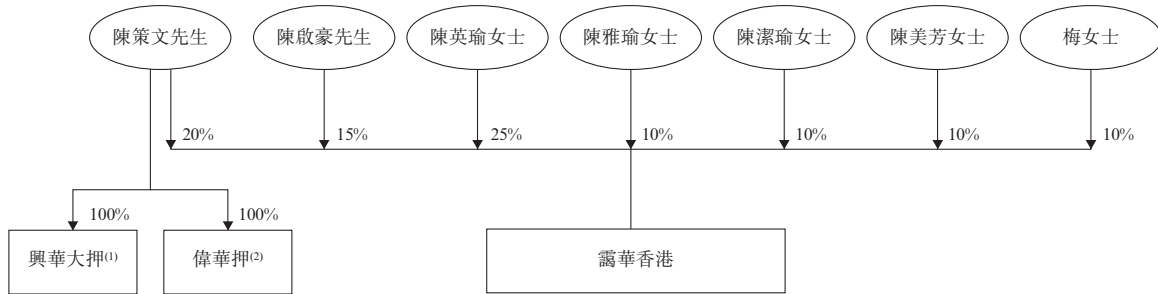 陳策文先生 陳啟豪先生 陳英瑜女士 陳雅瑜女士 陳潔瑜女士 陳美芳女士 梅女士
20% 15% 25% 10% 10% 10% 10%
100% 100%
興華大押(1) 偉華押(2) 靄華香港